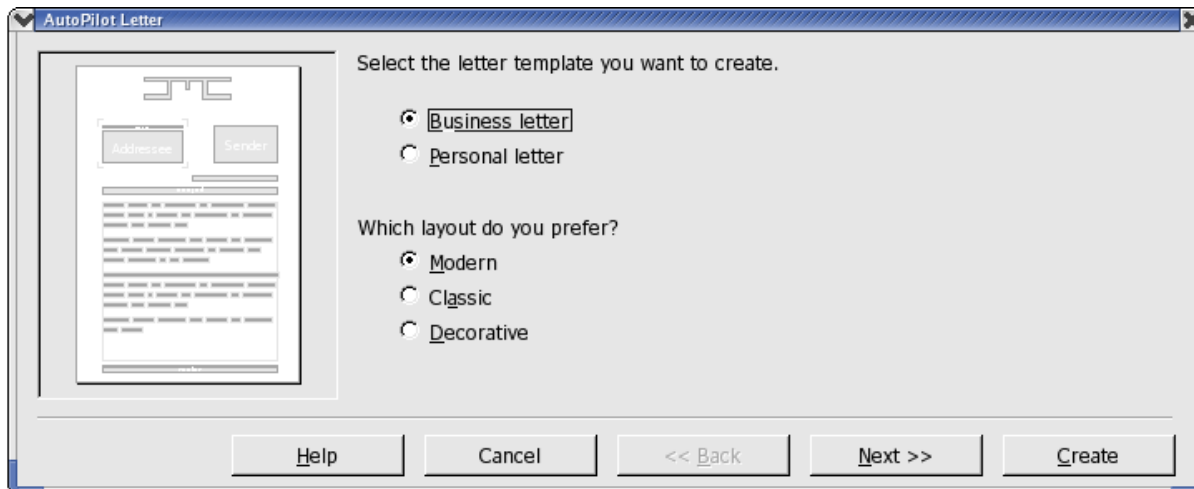 AutoPilot Letter
Select the letter template you want to create.
Business letter
Personal letter
Addressee
Sender
Which layout do you prefer?
Modern
Classic
Decorative
Help
Cancel
<< Back
Next >>
Create